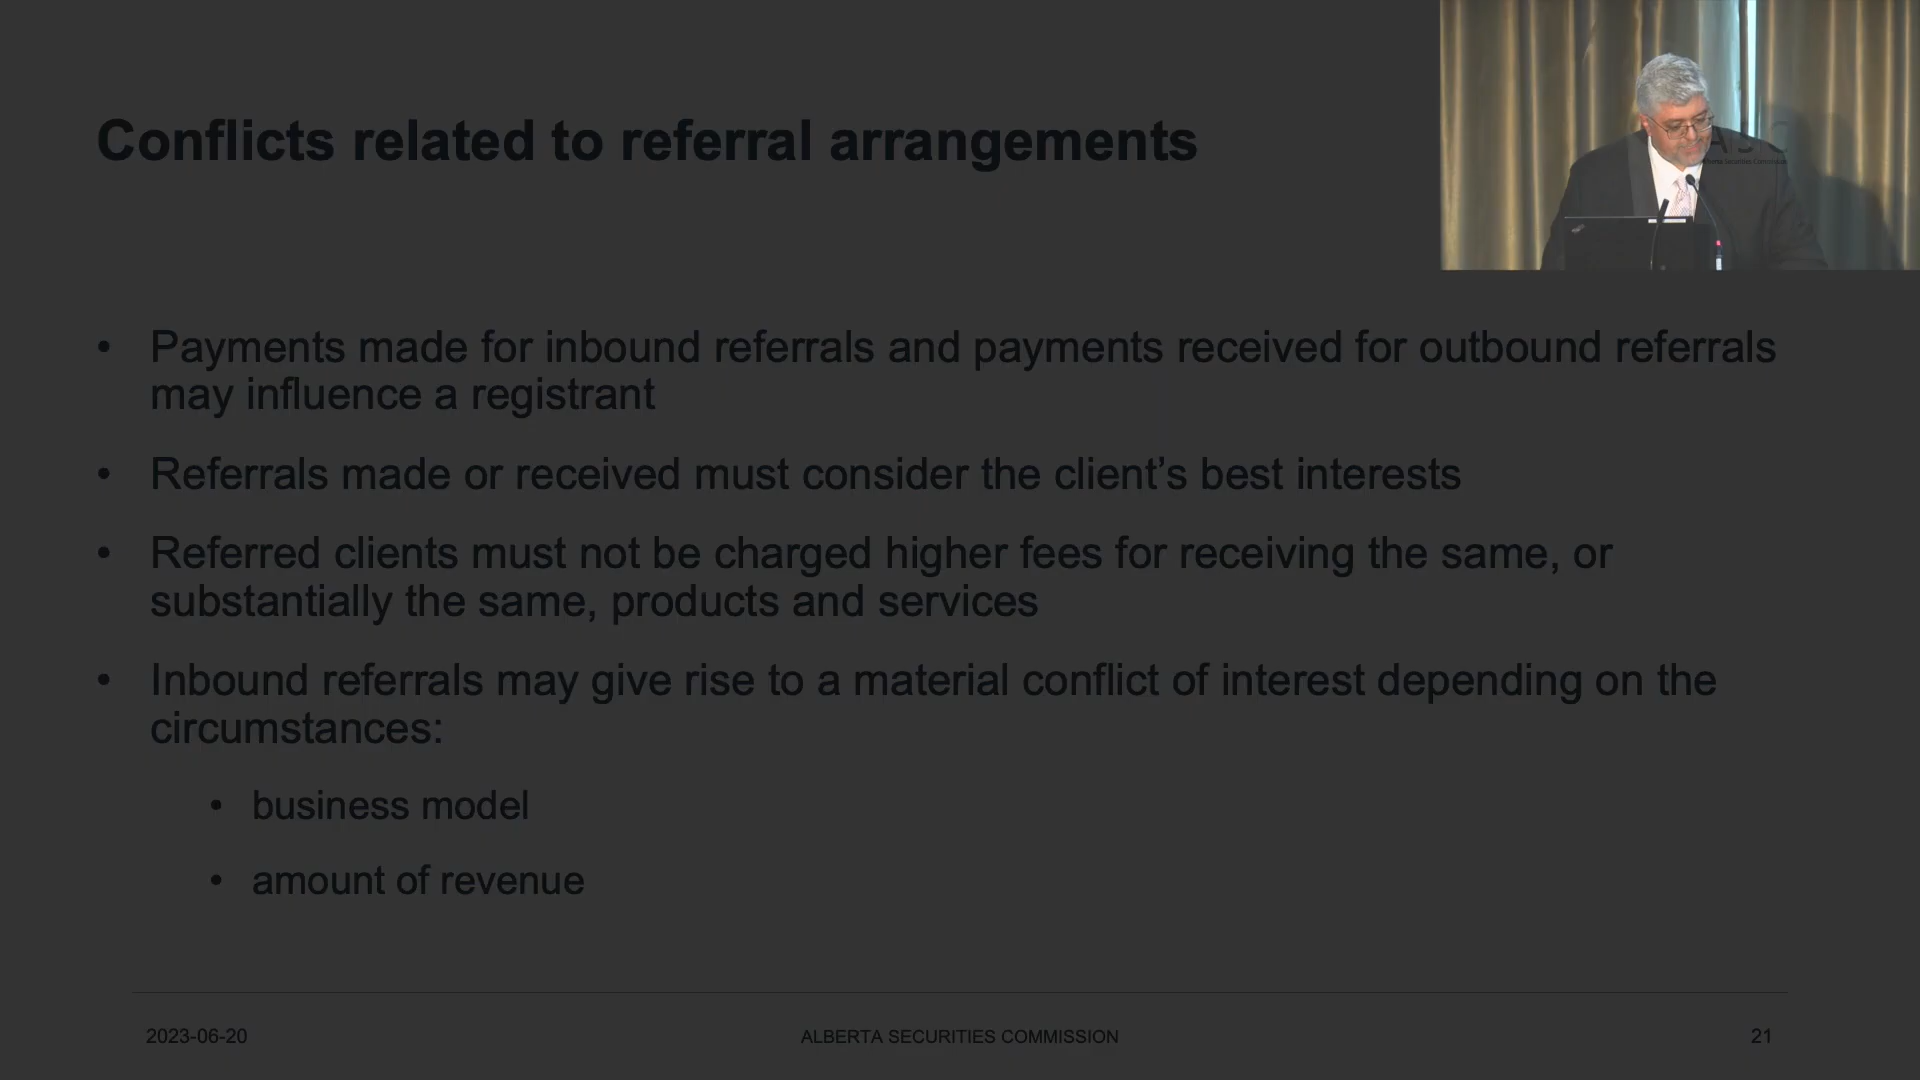 Conflicts related to referral arrangements
• Payments made for inbound referrals and payments received for outbound referrals
may influence a registrant
• Referrals made or received must consider the client’s best interests
• Referred clients must not be charged higher fees for receiving the same, or
substantially the same, products and services
• Inbound referrals may give rise to a material conflict of interest depending on the
circumstances:
• business model
• amount of revenue
2023-06-20
ALBERTA SECURITIES COMMISSION
21